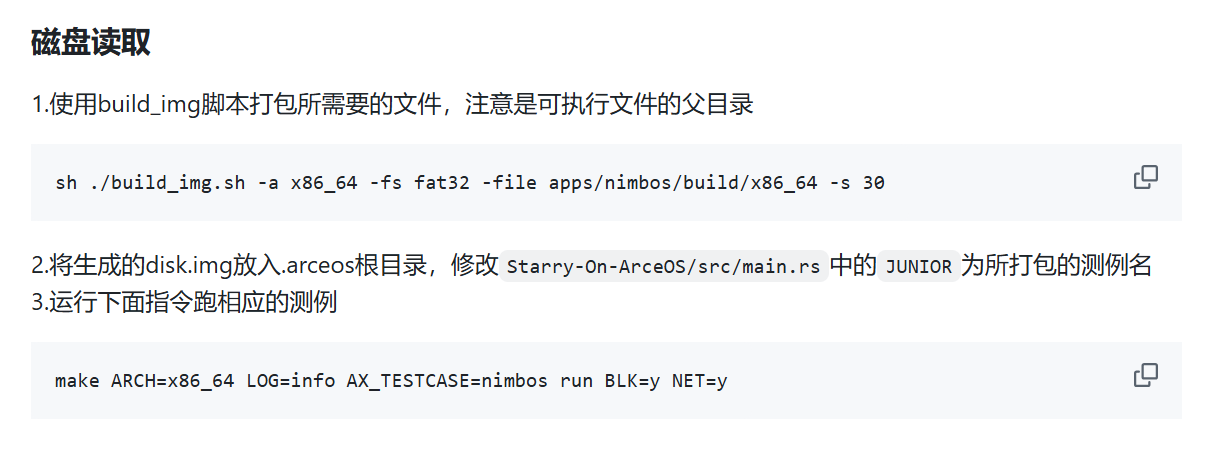 磁盘读取
1.使用build_img脚本打包所需要的文件，注意是可执行文件的父目录
sh ./build_img.sh -a x86_64 -fs fat32 -file apps/nimbos/build/x86_64 -s 30
2.将生成的disk.img放入.arceos根目录，修改 Starry-On-ArceOS/src/main.rs 中的 JUNIOR 为所打包的测例名
3.运行下面指令跑相应的测例
make ARCH=x86_64 LOG=info AX_TESTCASE=nimbos run BLK=y NET=y